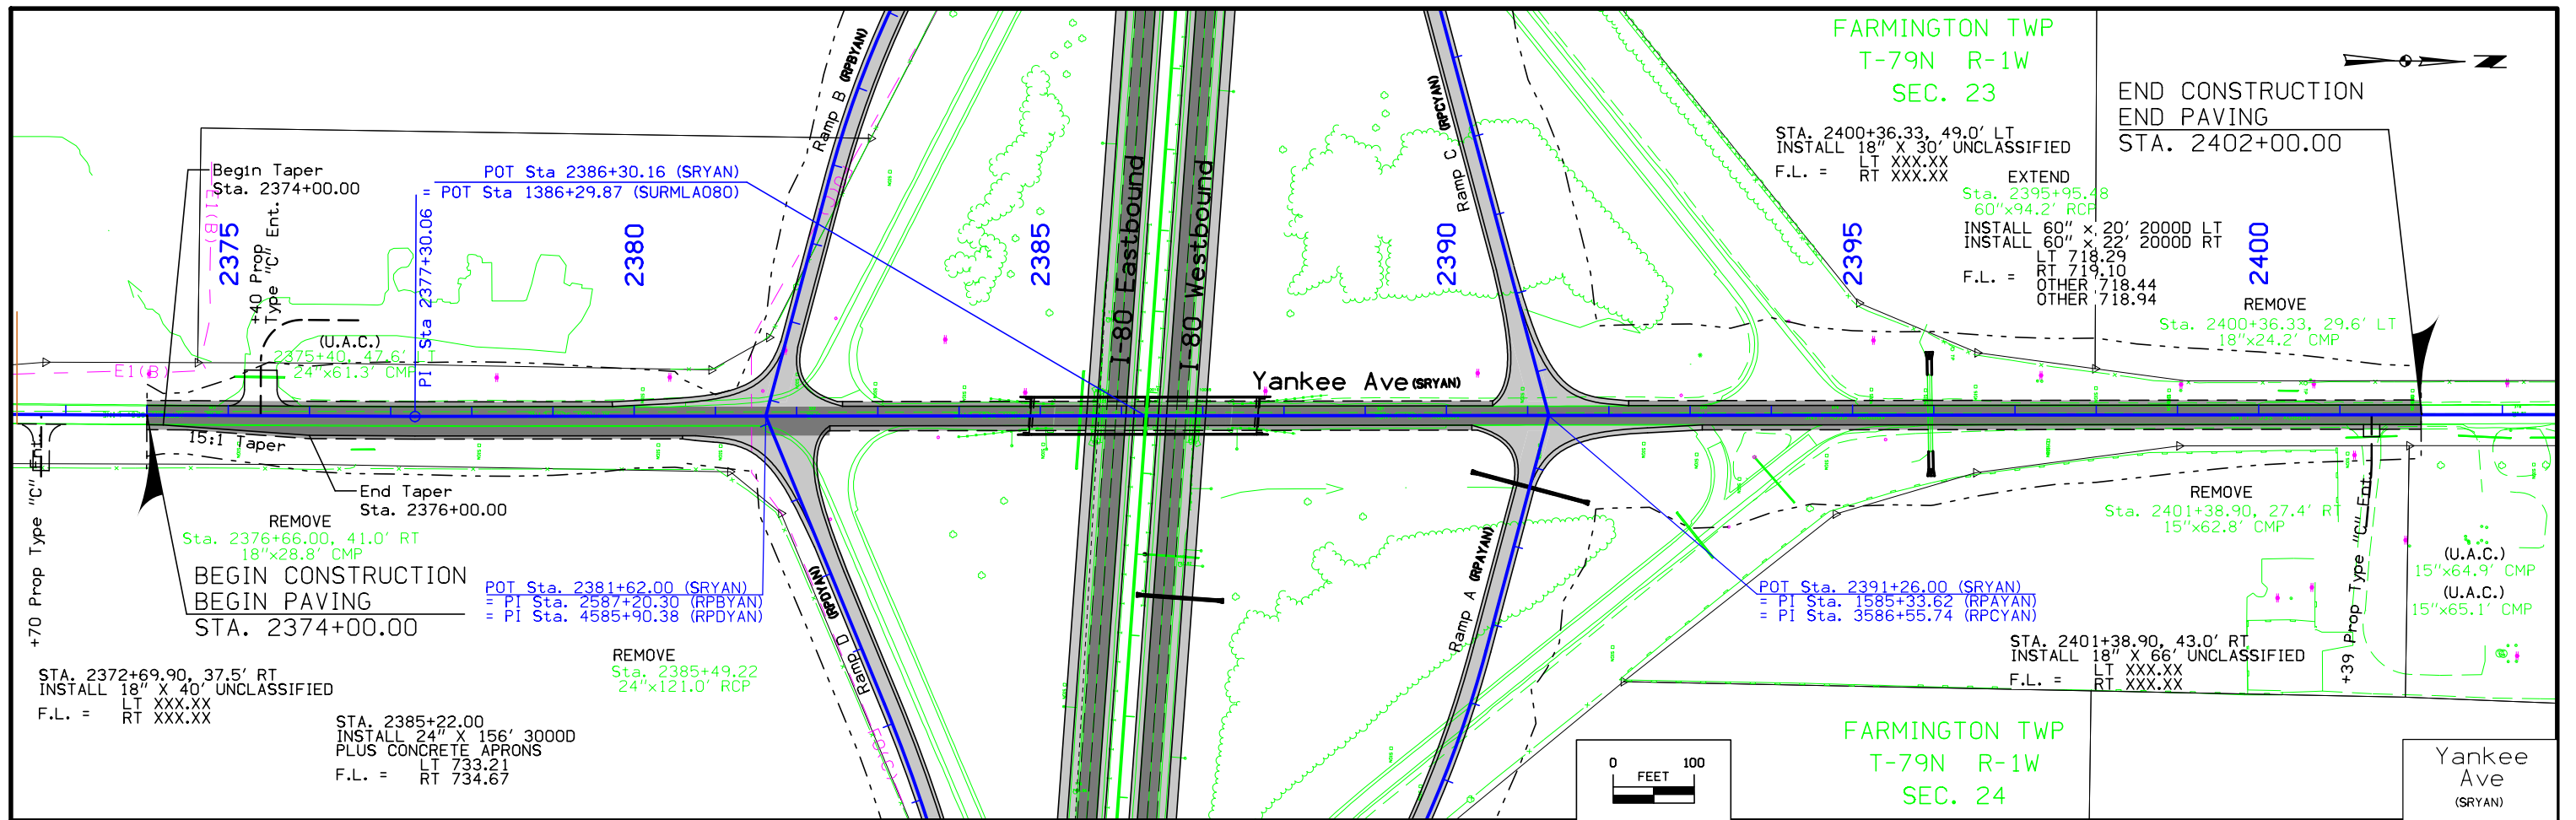 FARMINGTON TWP
T-79N R-1W
SEC. 23
N
END CONSTRUCTION
END PAVING
STA. 2402+00.00
STA. 2400+36.33, 49.0' LT
INSTALL 18" X 30' UNCLASSIFIED
F.L. = LT XXX.XX
RT XXX.XX
EXTEND
Sta. 2395+95.48
60"x94.2' RCP
INSTALL 60" x 20' 2000D LT
INSTALL 60" x 22' 2000D RT
F.L. = LT 718.29
RT 719.10
OTHER 718.44
OTHER 718.94
REMOVE
Sta. 2400+36.33, 29.6' LT
18"x24.2' CMP
Begin Taper
Sta. 2374+00.00
POT Sta 2386+30.16 (SRYAN)
= POT Sta 1386+29.87 (SURMLA080)
E1(B)
2375
+40 Prop
Type "C" Ent.
PI Sta 2377+30.06
2380
Ramp B (RPBYAN)
FO(C)
2385
I-80 Eastbound
I-80 Westbound
2390
Ramp C (RPCYAN)
2395
2400
(U.A.C.)
2375+40, 47.6' LT
24"x61.3' CMP
E1(B)
Yankee Ave (SRYAN)
15:1 Taper
End Taper
Sta. 2376+00.00
+70 Prop Type "C" Ent.
REMOVE
Sta. 2376+66.00, 41.0' RT
18"x28.8' CMP
BEGIN CONSTRUCTION
BEGIN PAVING
STA. 2374+00.00
POT Sta. 2381+62.00 (SRYAN)
= PI Sta. 2587+20.30 (RPBYAN)
= PI Sta. 4585+90.38 (RPDYAN)
Ramp D (RPDYAN)
FO(C)
Ramp A (RPAYAN)
POT Sta. 2391+26.00 (SRYAN)
= PI Sta. 1585+33.62 (RPAYAN)
= PI Sta. 3586+55.74 (RPCYAN)
REMOVE
Sta. 2401+38.90, 27.4' RT
15"x62.8' CMP
+39 Prop Type "C" Ent.
(U.A.C.)
15"x64.9' CMP
(U.A.C.)
15"x65.1' CMP
STA. 2401+38.90, 43.0' RT
INSTALL 18" X 66' UNCLASSIFIED
F.L. = LT XXX.XX
RT XXX.XX
STA. 2372+69.90, 37.5' RT
INSTALL 18" X 40' UNCLASSIFIED
F.L. = LT XXX.XX
RT XXX.XX
REMOVE
Sta. 2385+49.22
24"x121.0' RCP
STA. 2385+22.00
INSTALL 24" X 156' 3000D
PLUS CONCRETE APRONS
F.L. = LT 733.21
RT 734.67
0 100
FEET
FARMINGTON TWP
T-79N R-1W
SEC. 24
Yankee
Ave
(SRYAN)